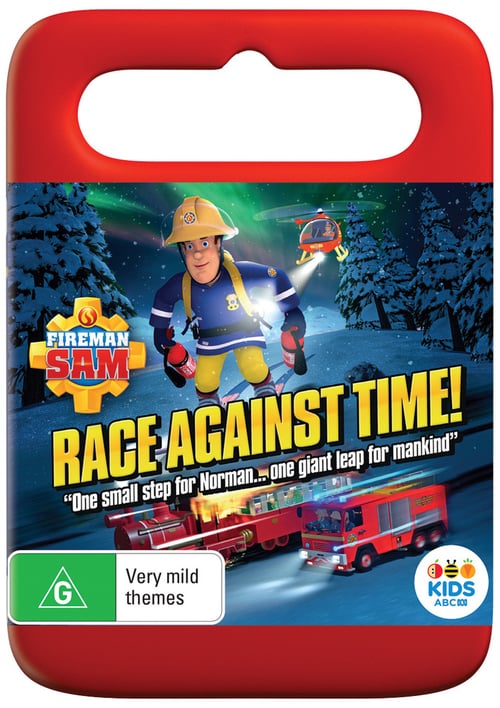 FIREMAN
SAM
RACE AGAINST TIME!
“One small step for Norman... one giant leap for mankind”
G
Very mild
themes
KIDS
ABC